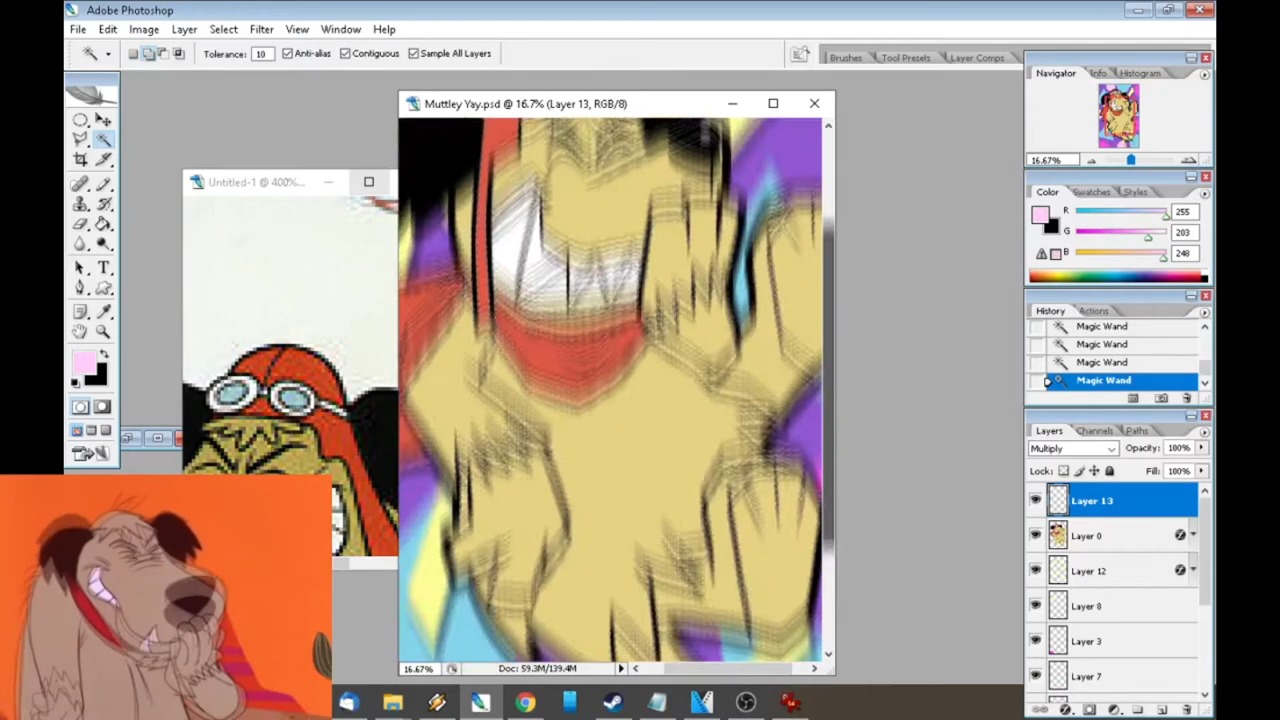 Adobe Photoshop
File Edit Image Layer Select Filter View Window Help
Tolerance: 10 Anti-alias Contiguous Sample All Layers
Brushes Tool Presets Layer Comps
Muttley Yay.psd @ 16.7% (Layer 13, RGB/8)
Untitled-1 @ 400%...
Navigator Info Histogram
16.67%
Color Swatches Styles
R 255
G 203
B 248
History Actions
Magic Wand
Magic Wand
Magic Wand
Magic Wand
Layers Channels Paths
Multiply Opacity: 100%
Lock: Fill: 100%
Layer 13
Layer 0
Layer 12
Layer 8
Layer 3
Layer 7
16.67% Doc: 59.3M/139.4M